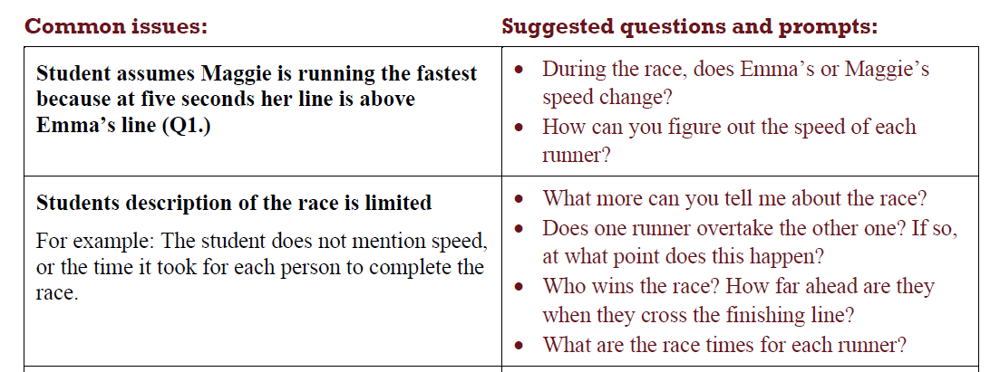 Common issues:
Suggested questions and prompts:
Student assumes Maggie is running the fastest
because at five seconds her line is above
Emma’s line (Q1.)
• During the race, does Emma’s or Maggie’s
speed change?
• How can you figure out the speed of each
runner?
Students description of the race is limited
For example: The student does not mention speed,
or the time it took for each person to complete the
race.
• What more can you tell me about the race?
• Does one runner overtake the other one? If so,
at what point does this happen?
• Who wins the race? How far ahead are they
when they cross the finishing line?
• What are the race times for each runner?